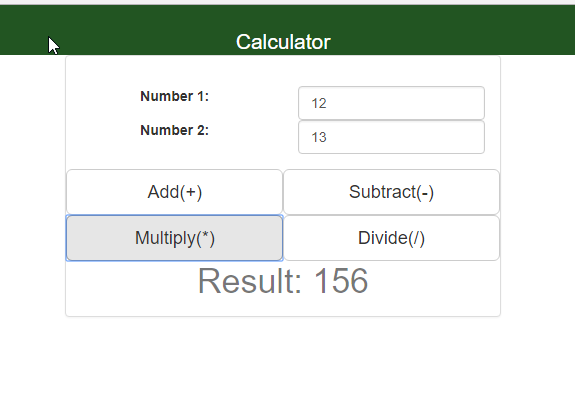 Calculator
Number 1: 12
Number 2: 13
Add(+) Subtract(-)
Multiply(*) Divide(/)
Result: 156